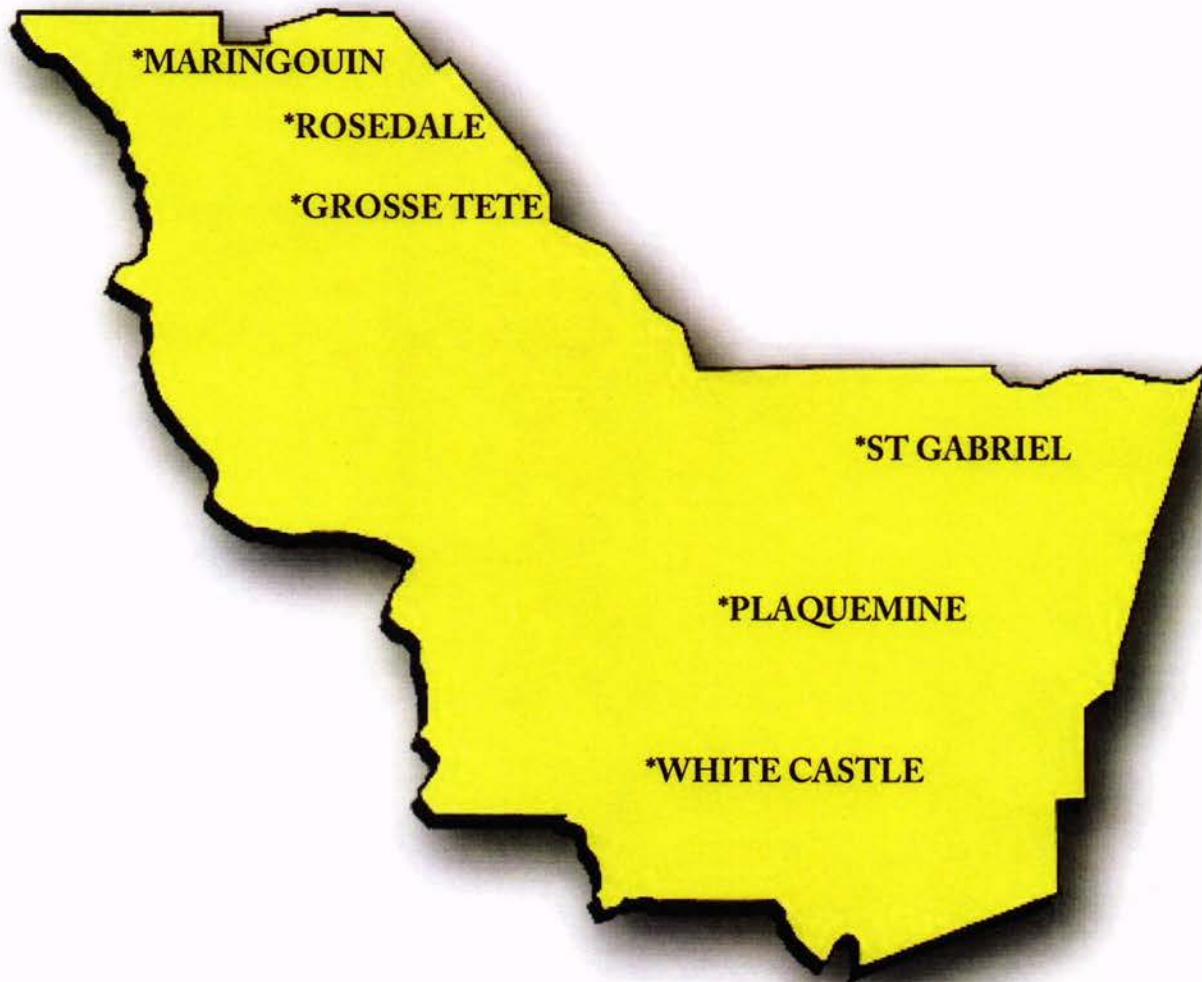 *MARINGOUIN
*ROSEDALE
*GROSSE TETE
*ST GABRIEL
*PLAQUEMINE
*WHITE CASTLE